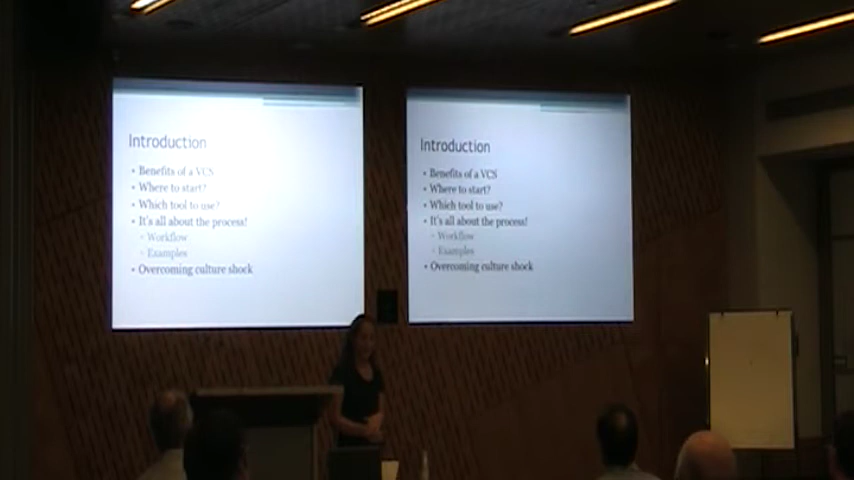 Introduction
• Benefits of a VCS
• Where to start?
• Which tool to use?
• It's all about the process!
▫ Workflow
▫ Examples
• Overcoming culture shock
Introduction
• Benefits of a VCS
• Where to start?
• Which tool to use?
• It's all about the process!
▫ Workflow
▫ Examples
• Overcoming culture shock